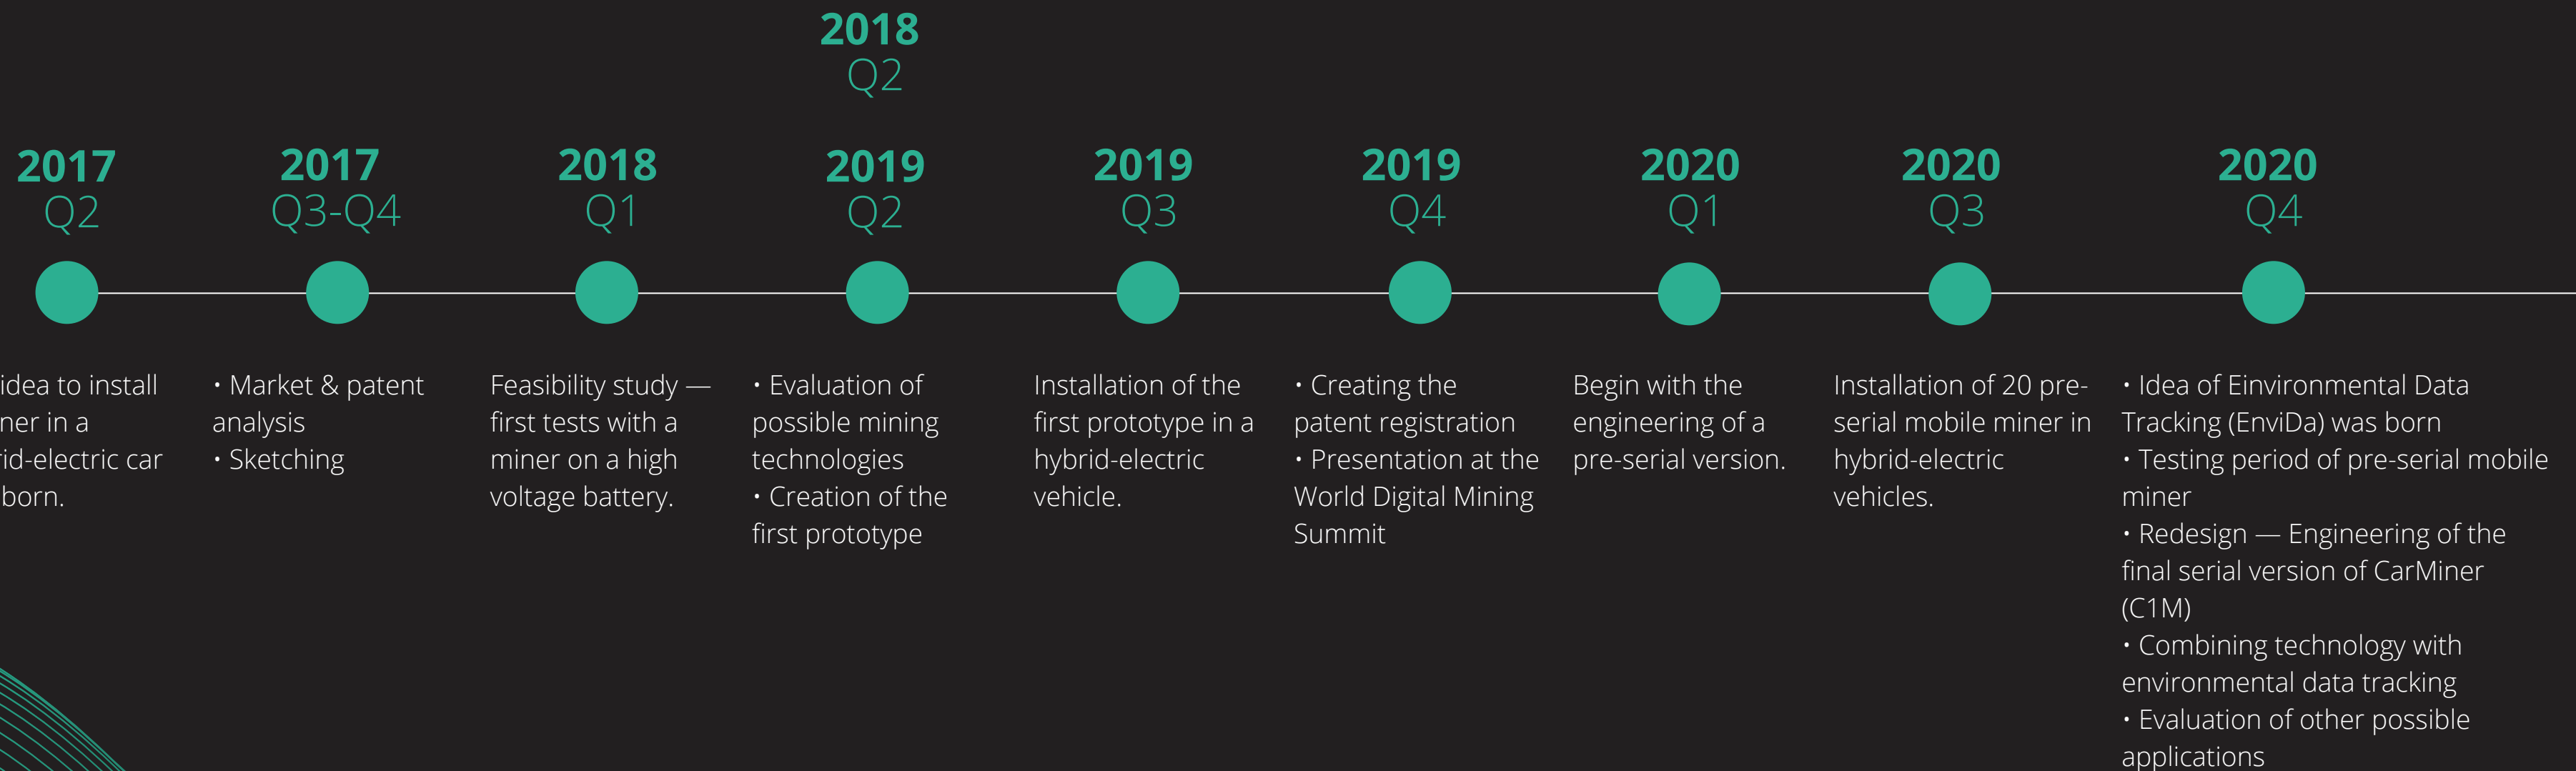 2018
Q2
2017
Q2
2017
Q3-Q4
2018
Q1
2019
Q2
2019
Q3
2019
Q4
2020
Q1
2020
Q3
2020
Q4
idea to install
ner in a
id-electric car
born.
• Market & patent
analysis
• Sketching
Feasibility study —
first tests with a
miner on a high
voltage battery.
• Evaluation of
possible mining
technologies
• Creation of the
first prototype
Installation of the
first prototype in a
hybrid-electric
vehicle.
• Creating the
patent registration
• Presentation at the
World Digital Mining
Summit
Begin with the
engineering of a
pre-serial version.
Installation of 20 pre-
serial mobile miner in
hybrid-electric
vehicles.
• Idea of Einvironmental Data
Tracking (EnviDa) was born
• Testing period of pre-serial mobile
miner
• Redesign — Engineering of the
final serial version of CarMiner
(C1M)
• Combining technology with
environmental data tracking
• Evaluation of other possible
applications